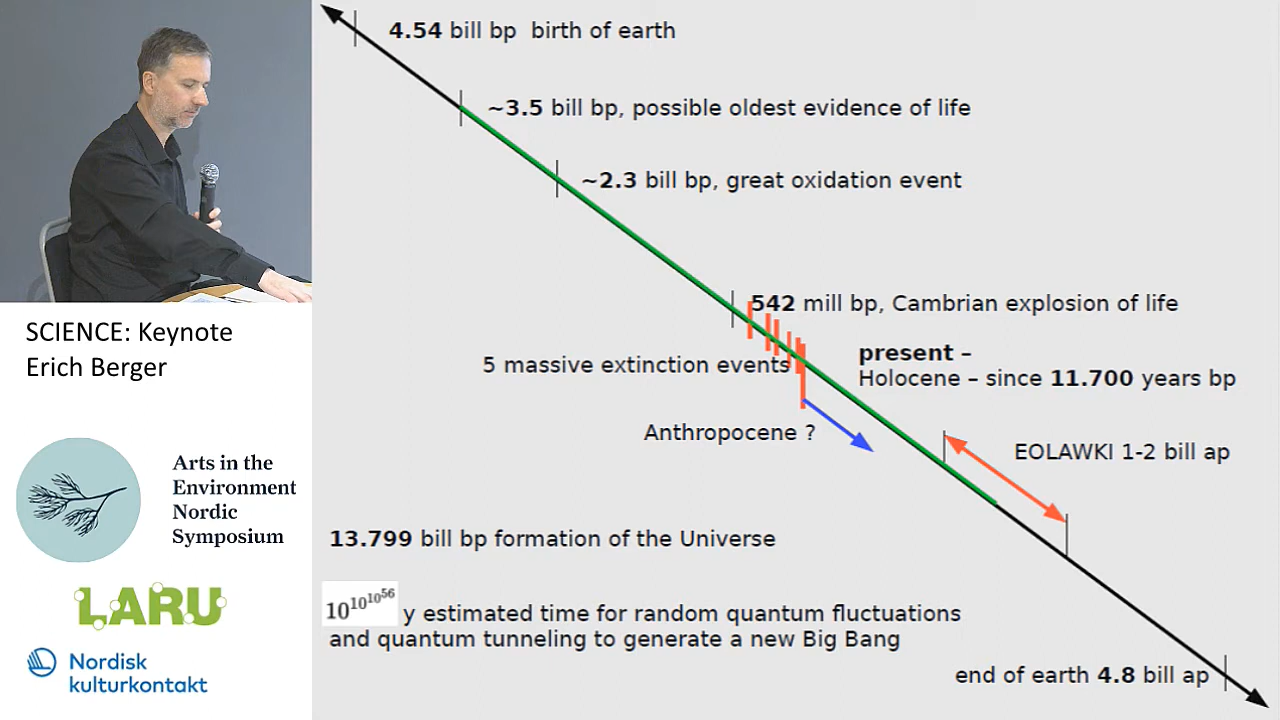 4.54 bill bp birth of earth
~3.5 bill bp, possible oldest evidence of life
~2.3 bill bp, great oxidation event
542 mill bp, Cambrian explosion of life
5 massive extinction events
present –
Holocene – since 11.700 years bp
Anthropocene ?
EOLAWKI 1-2 bill ap
13.799 bill bp formation of the Universe
10^10^10^56 y estimated time for random quantum fluctuations
and quantum tunneling to generate a new Big Bang
end of earth 4.8 bill ap
SCIENCE: Keynote
Erich Berger
Arts in the
Environment
Nordic
Symposium
LARU
Nordisk
kulturkontakt